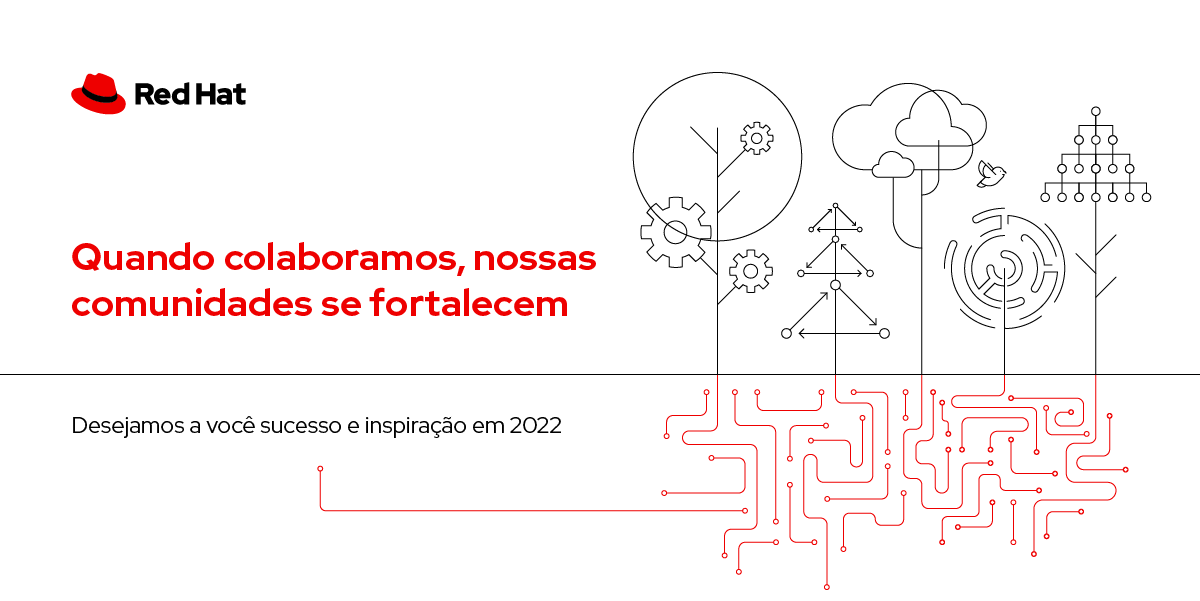 Red Hat
Quando colaboramos, nossas
comunidades se fortalecem
Desejamos a você sucesso e inspiração em 2022